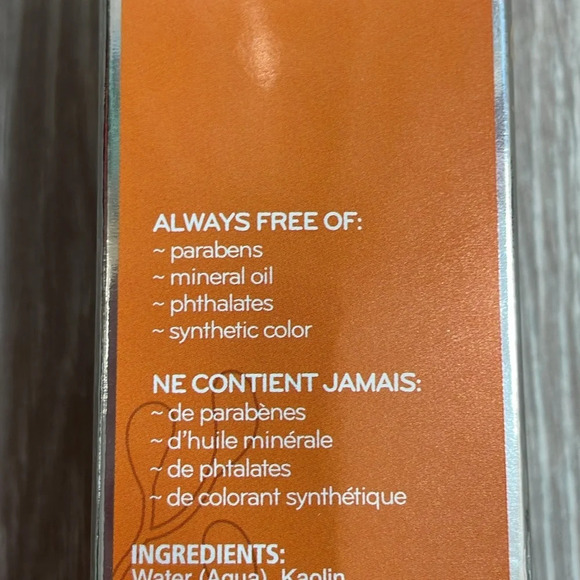 ALWAYS FREE OF:
~ parabens
~ mineral oil
~ phthalates
~ synthetic color
NE CONTIENT JAMAIS:
~ de parabènes
~ d'huile minérale
~ de phtalates
~ de colorant synthétique
INGREDIENTS:
Water (Aqua), Kaolin